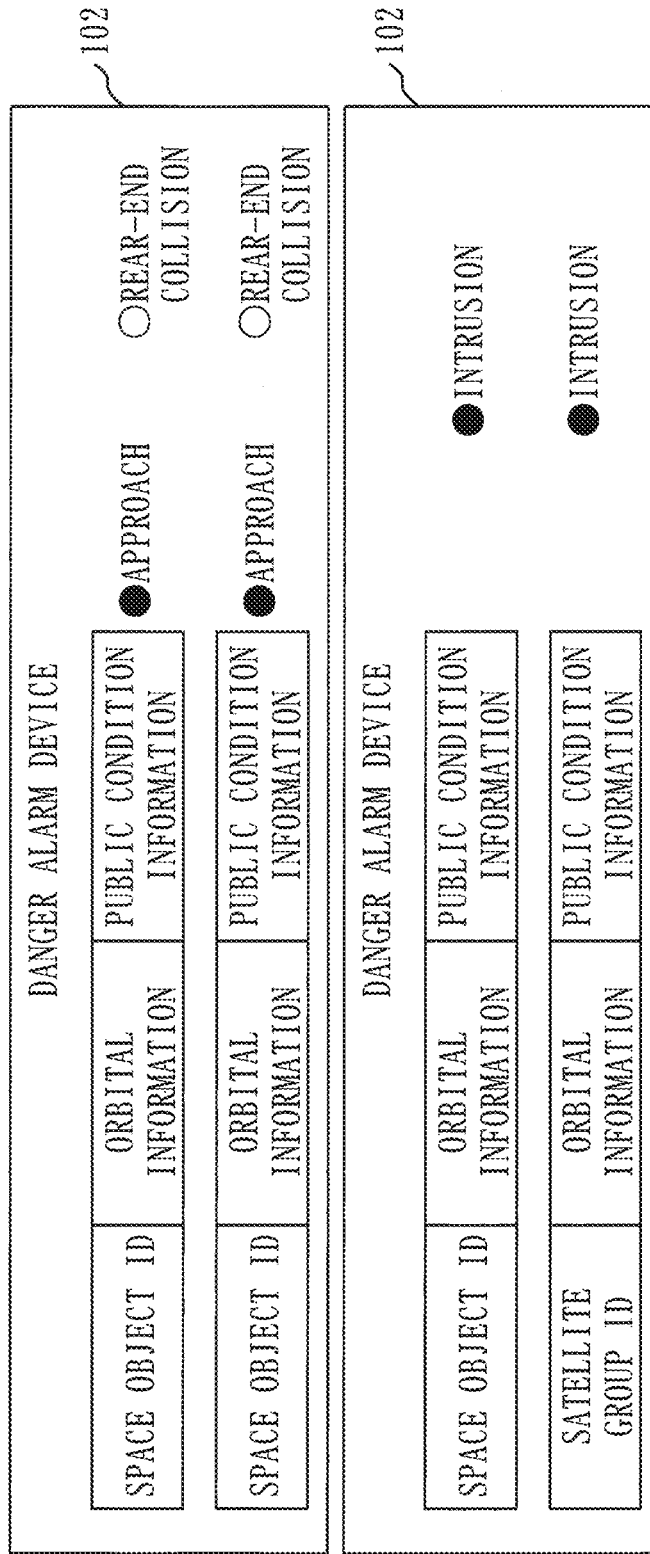 DANGER ALARM DEVICE
102
SPACE OBJECT ID
ORBITAL
INFORMATION
PUBLIC CONDITION
INFORMATION
●APPROACH
○REAR-END
COLLISION
SPACE OBJECT ID
ORBITAL
INFORMATION
PUBLIC CONDITION
INFORMATION
●APPROACH
○REAR-END
COLLISION
DANGER ALARM DEVICE
102
SPACE OBJECT ID
ORBITAL
INFORMATION
PUBLIC CONDITION
INFORMATION
●INTRUSION
SATELLITE
GROUP ID
ORBITAL
INFORMATION
PUBLIC CONDITION
INFORMATION
●INTRUSION